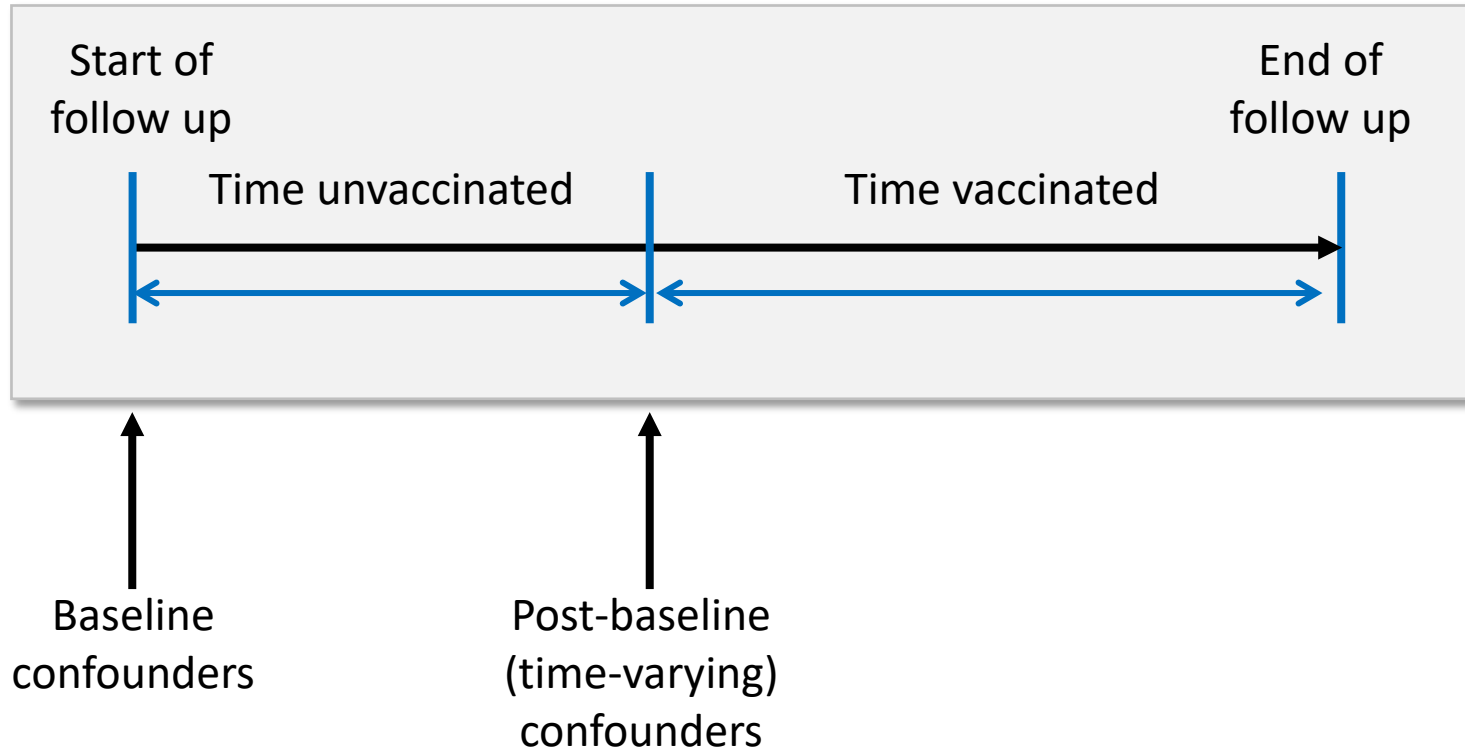 Start of
follow up
End of
follow up
Time unvaccinated
Time vaccinated
Baseline
confounders
Post-baseline
(time-varying)
confounders